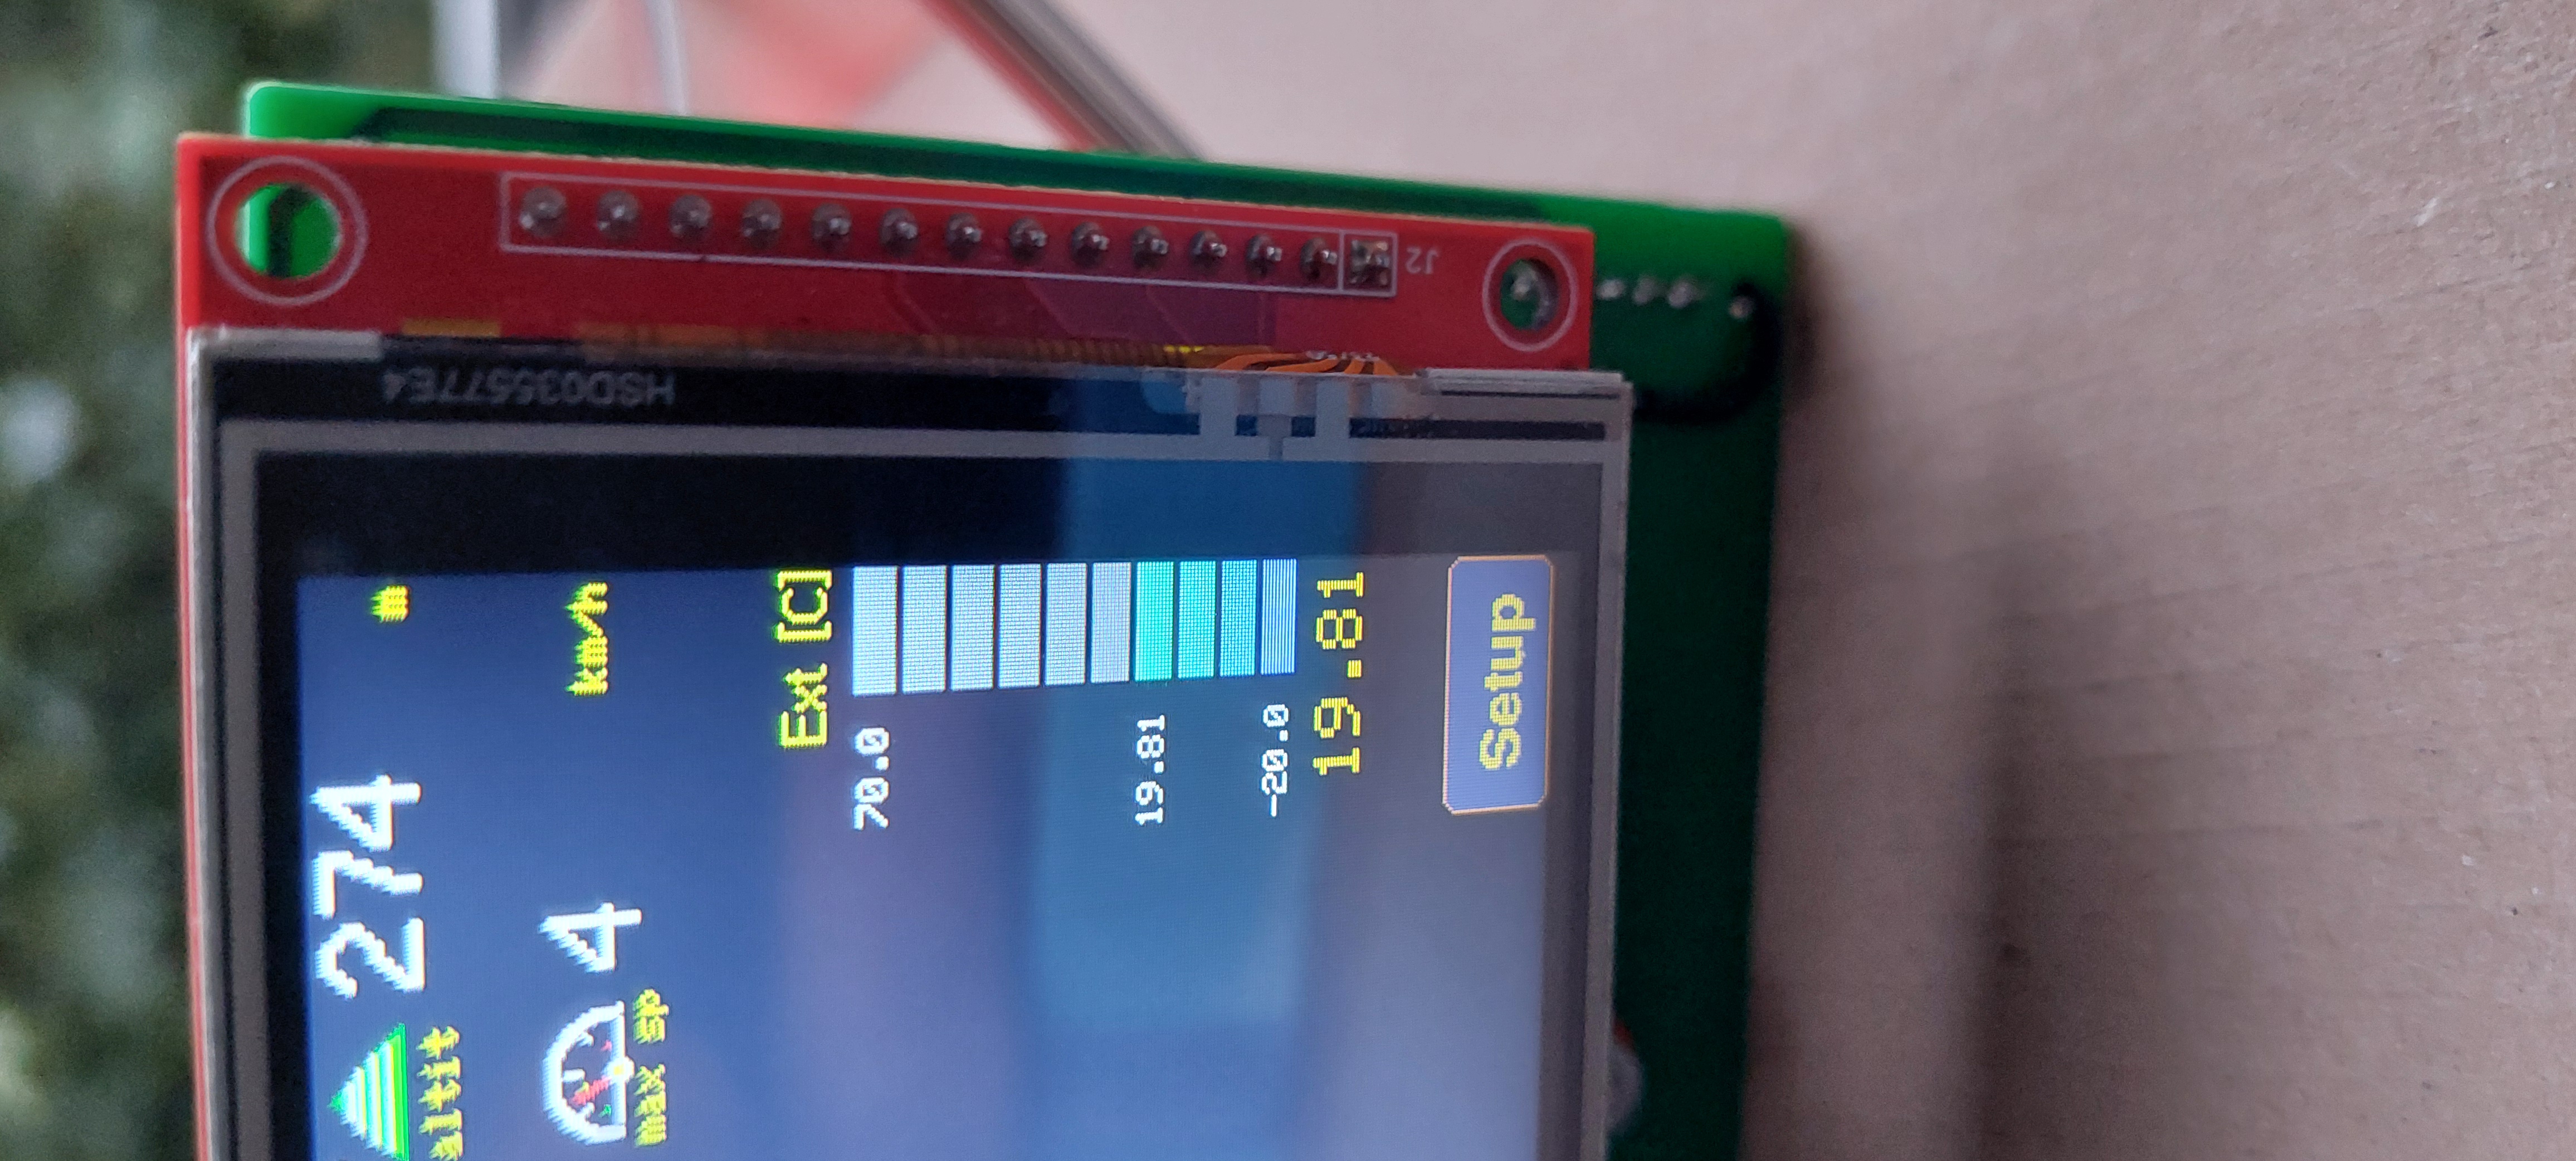 274 m
altit
4 km/h
max sp
Ext [C]
70.0
19.81
-20.0
19.81
Setup
HSD035577E4
J2